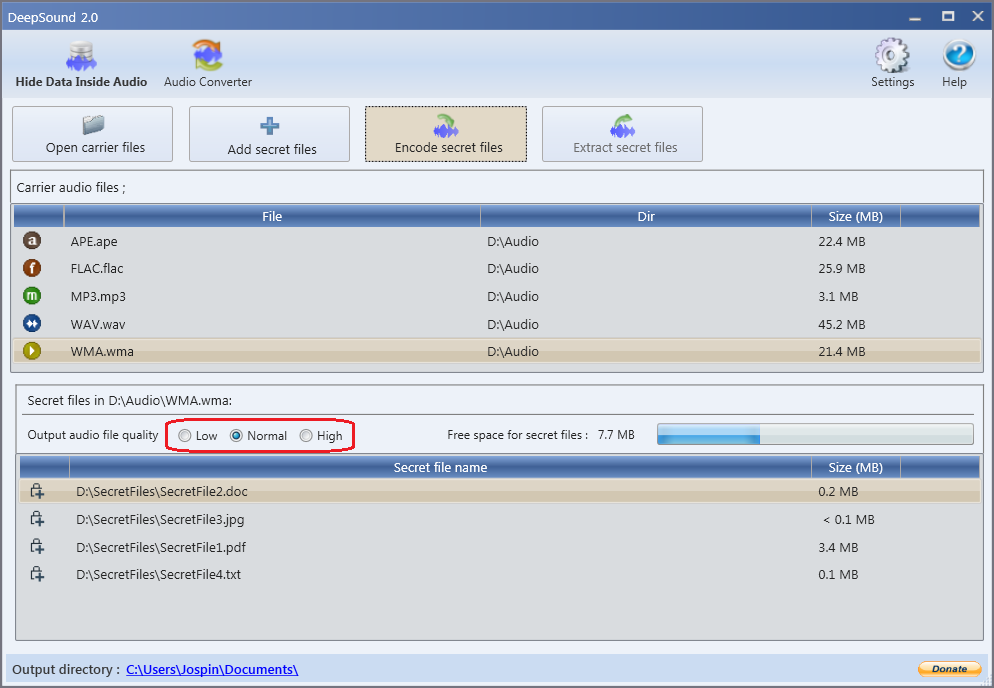 DeepSound 2.0
Hide Data Inside Audio Audio Converter Settings Help
Open carrier files Add secret files Encode secret files Extract secret files
Carrier audio files ;
File Dir Size (MB)
a APE.ape D:\Audio 22.4 MB
f FLAC.flac D:\Audio 25.9 MB
m MP3.mp3 D:\Audio 3.1 MB
WAV.wav D:\Audio 45.2 MB
WMA.wma D:\Audio 21.4 MB
Secret files in D:\Audio\WMA.wma:
Output audio file quality Low Normal High Free space for secret files : 7.7 MB
Secret file name Size (MB)
D:\SecretFiles\SecretFile2.doc 0.2 MB
D:\SecretFiles\SecretFile3.jpg < 0.1 MB
D:\SecretFiles\SecretFile1.pdf 3.4 MB
D:\SecretFiles\SecretFile4.txt 0.1 MB
Output directory : C:\Users\Jospin\Documents\ Donate